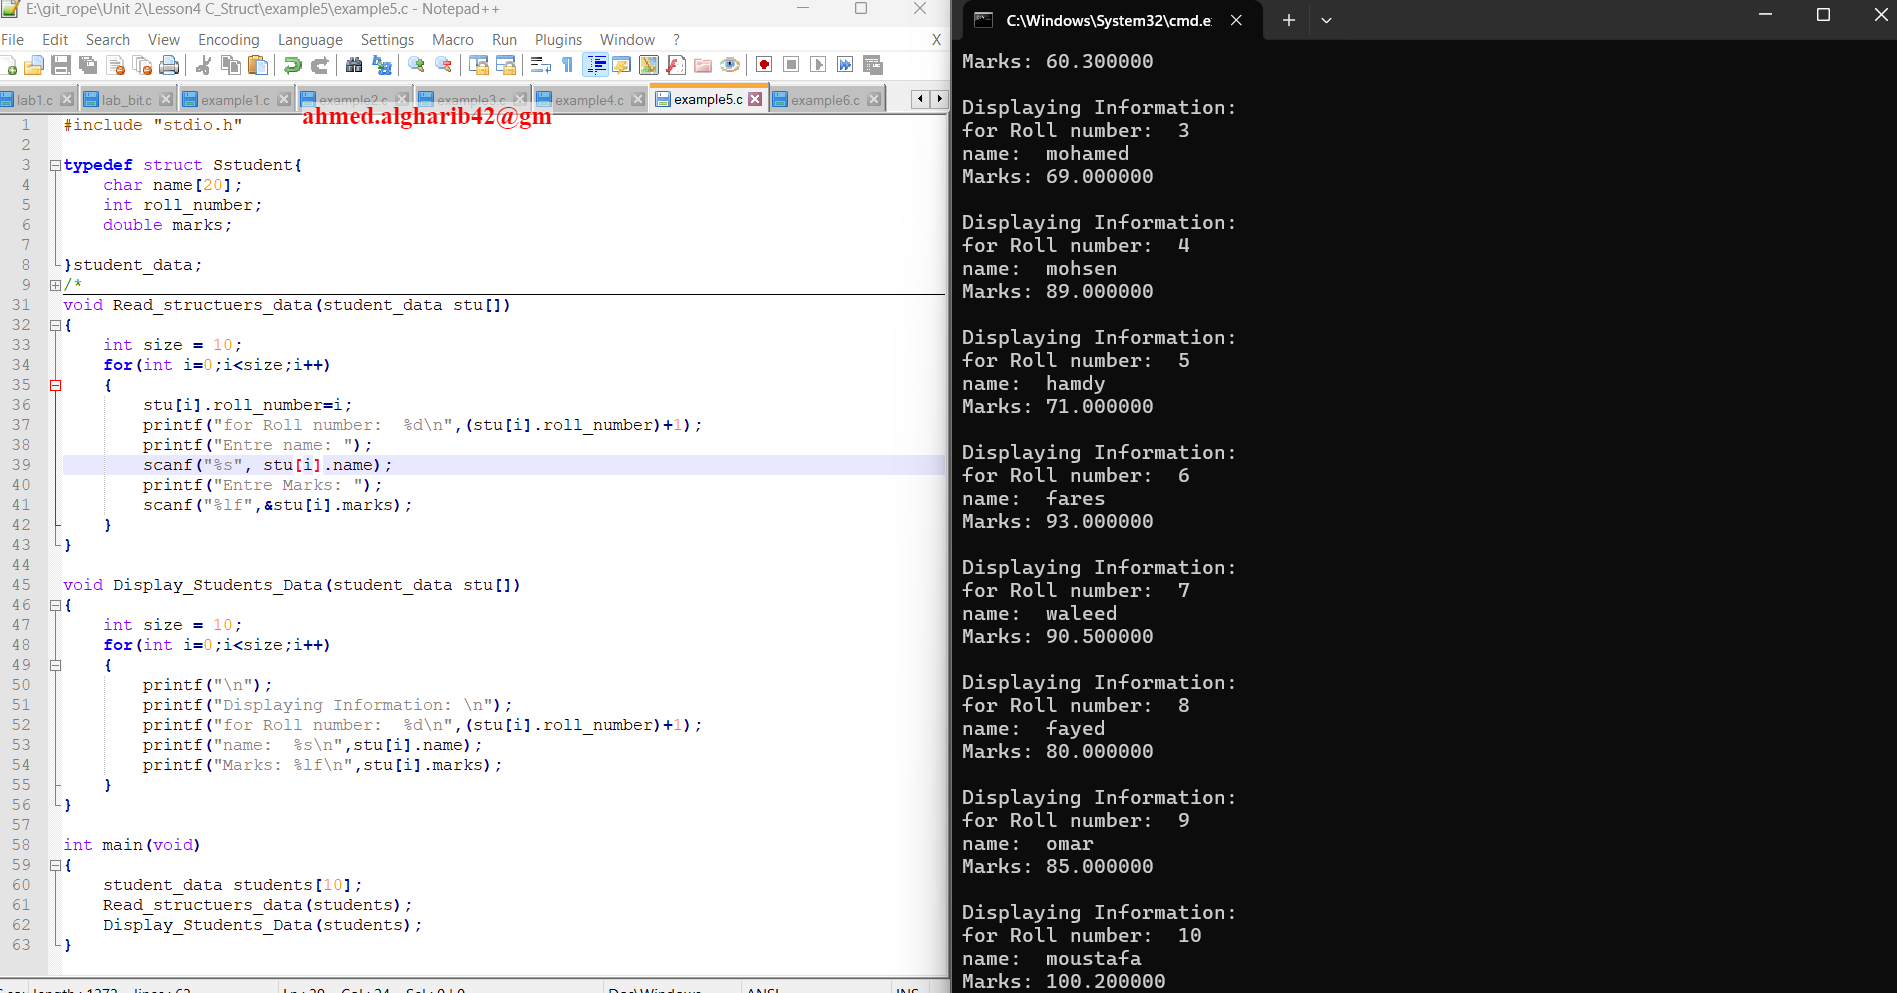 E:\git_rope\Unit 2\Lesson4 C_Struct\example5\example5.c - Notepad++
File Edit Search View Encoding Language Settings Macro Run Plugins Window ? X
lab1.c lab_bit.c example1.c example2.c example3.c example4.c example5.c example6.c
ahmed.algharib42@gm
1 #include "stdio.h"
2
3 typedef struct Sstudent{
4 char name[20];
5 int roll_number;
6 double marks;
7
8 }student_data;
9 /*
31 void Read_structuers_data(student_data stu[])
32 {
33 int size = 10;
34 for(int i=0;i<size;i++)
35 {
36 stu[i].roll_number=i;
37 printf("for Roll number:  %d\n",(stu[i].roll_number)+1);
38 printf("Entre name: ");
39 scanf("%s", stu[i].name);
40 printf("Entre Marks: ");
41 scanf("%lf",&stu[i].marks);
42 }
43 }
44
45 void Display_Students_Data(student_data stu[])
46 {
47 int size = 10;
48 for(int i=0;i<size;i++)
49 {
50 printf("\n");
51 printf("Displaying Information: \n");
52 printf("for Roll number:  %d\n",(stu[i].roll_number)+1);
53 printf("name:  %s\n",stu[i].name);
54 printf("Marks: %lf\n",stu[i].marks);
55 }
56 }
57
58 int main(void)
59 {
60 student_data students[10];
61 Read_structuers_data(students);
62 Display_Students_Data(students);
63 }
C:\Windows\System32\cmd.e
Marks: 60.300000
Displaying Information:
for Roll number:  3
name:  mohamed
Marks: 69.000000
Displaying Information:
for Roll number:  4
name:  mohsen
Marks: 89.000000
Displaying Information:
for Roll number:  5
name:  hamdy
Marks: 71.000000
Displaying Information:
for Roll number:  6
name:  fares
Marks: 93.000000
Displaying Information:
for Roll number:  7
name:  waleed
Marks: 90.500000
Displaying Information:
for Roll number:  8
name:  fayed
Marks: 80.000000
Displaying Information:
for Roll number:  9
name:  omar
Marks: 85.000000
Displaying Information:
for Roll number:  10
name:  moustafa
Marks: 100.200000